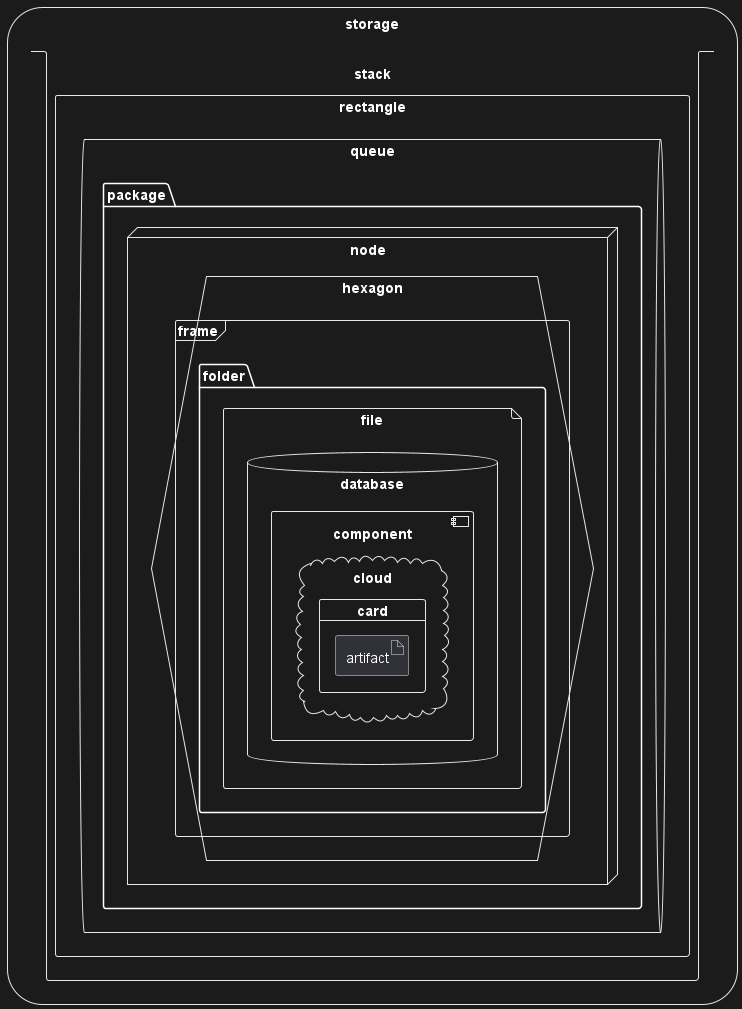 storage
stack
rectangle
queue
package
node
hexagon
frame
folder
file
database
component
cloud
card
artifact